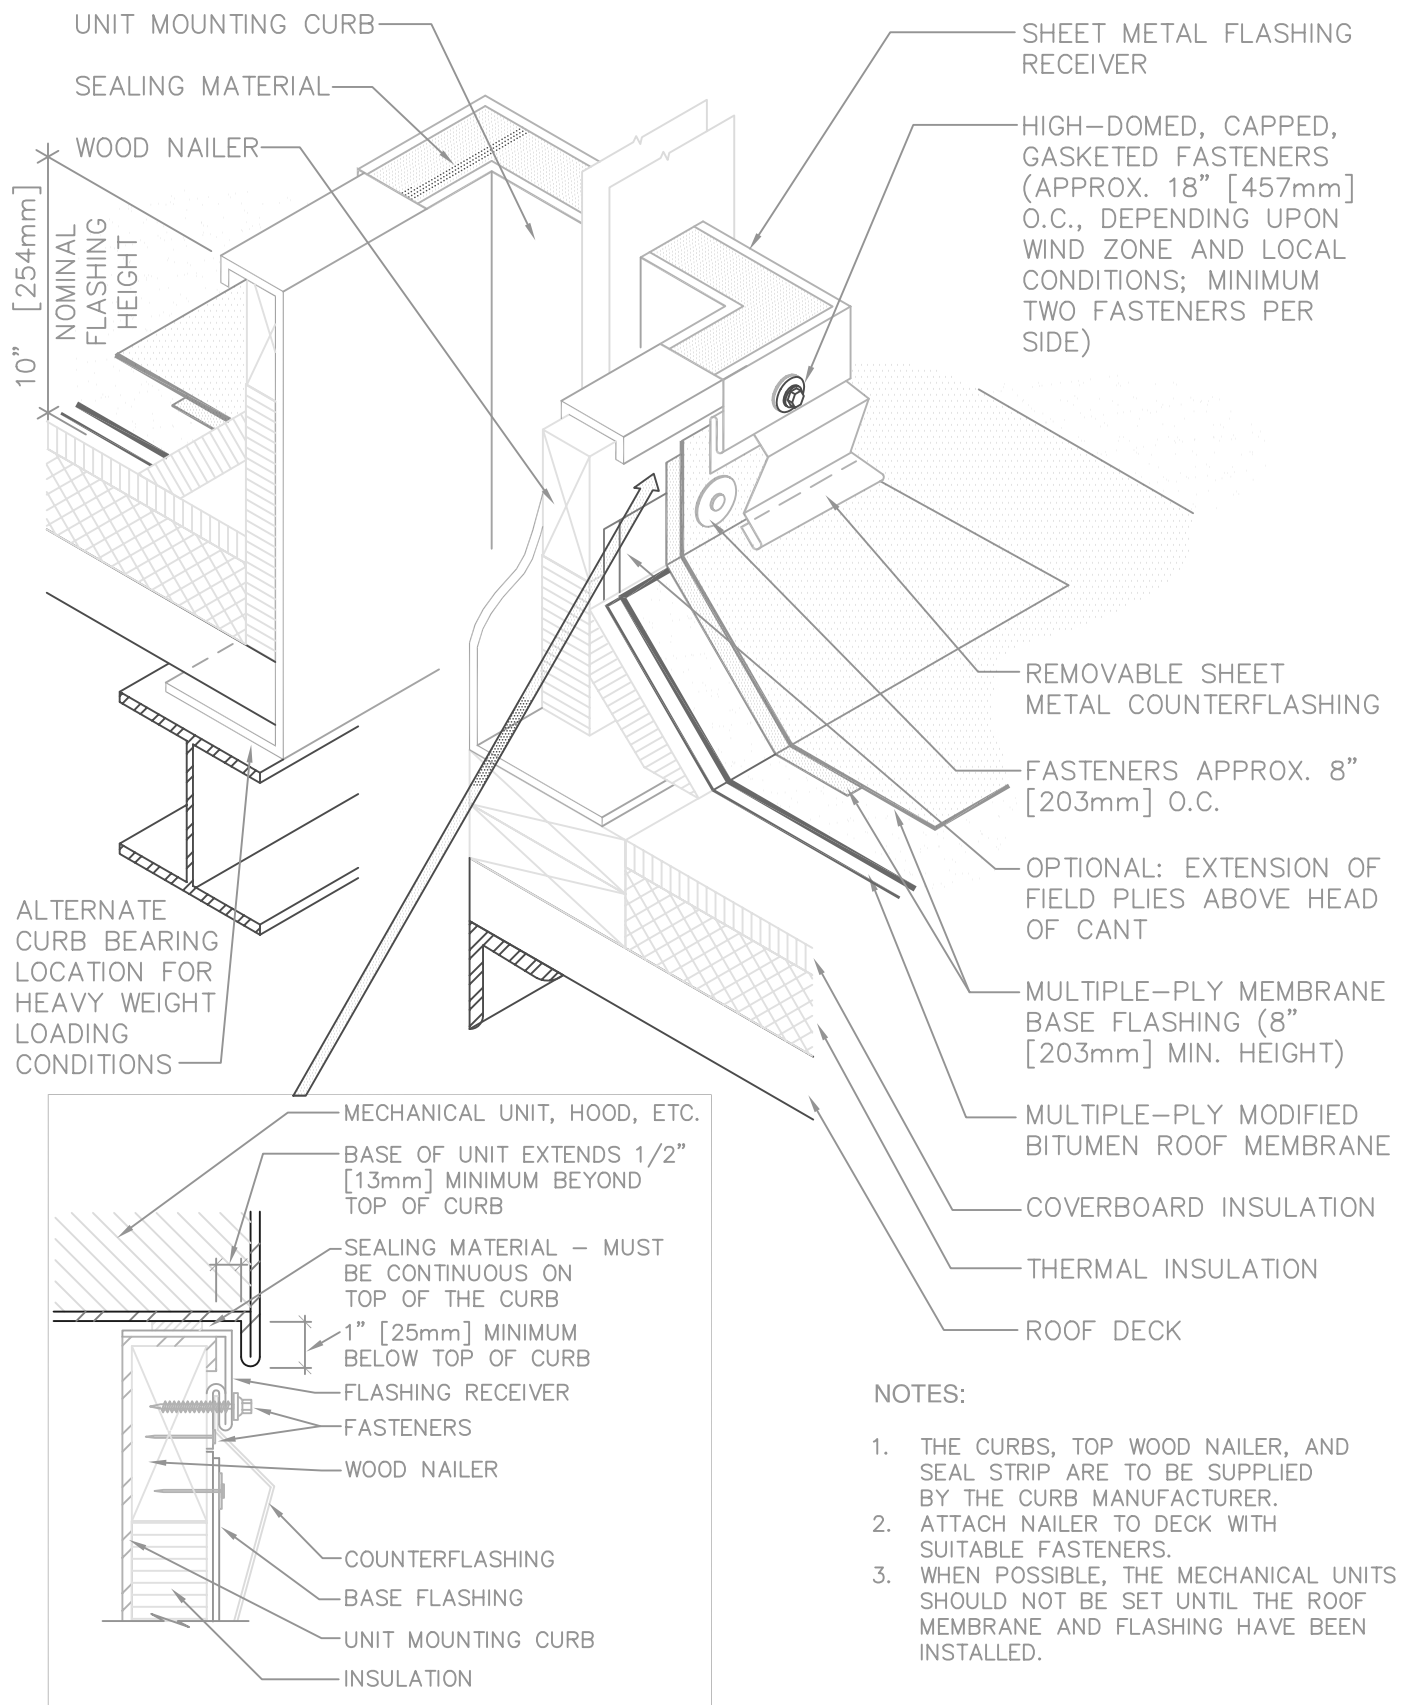 UNIT MOUNTING CURB
SEALING MATERIAL
WOOD NAILER
10” [254mm]
NOMINAL
FLASHING
HEIGHT
SHEET METAL FLASHING
RECEIVER
HIGH–DOMED, CAPPED,
GASKETED FASTENERS
(APPROX. 18” [457mm]
O.C., DEPENDING UPON
WIND ZONE AND LOCAL
CONDITIONS; MINIMUM
TWO FASTENERS PER
SIDE)
REMOVABLE SHEET
METAL COUNTERFLASHING
FASTENERS APPROX. 8”
[203mm] O.C.
OPTIONAL: EXTENSION OF
FIELD PLIES ABOVE HEAD
OF CANT
MULTIPLE–PLY MEMBRANE
BASE FLASHING (8”
[203mm] MIN. HEIGHT)
MULTIPLE–PLY MODIFIED
BITUMEN ROOF MEMBRANE
COVERBOARD INSULATION
THERMAL INSULATION
ROOF DECK
ALTERNATE
CURB BEARING
LOCATION FOR
HEAVY WEIGHT
LOADING
CONDITIONS
MECHANICAL UNIT, HOOD, ETC.
BASE OF UNIT EXTENDS 1/2”
[13mm] MINIMUM BEYOND
TOP OF CURB
SEALING MATERIAL – MUST
BE CONTINUOUS ON
TOP OF THE CURB
1” [25mm] MINIMUM
BELOW TOP OF CURB
FLASHING RECEIVER
FASTENERS
WOOD NAILER
COUNTERFLASHING
BASE FLASHING
UNIT MOUNTING CURB
INSULATION
NOTES:
1. THE CURBS, TOP WOOD NAILER, AND
SEAL STRIP ARE TO BE SUPPLIED
BY THE CURB MANUFACTURER.
2. ATTACH NAILER TO DECK WITH
SUITABLE FASTENERS.
3. WHEN POSSIBLE, THE MECHANICAL UNITS
SHOULD NOT BE SET UNTIL THE ROOF
MEMBRANE AND FLASHING HAVE BEEN
INSTALLED.